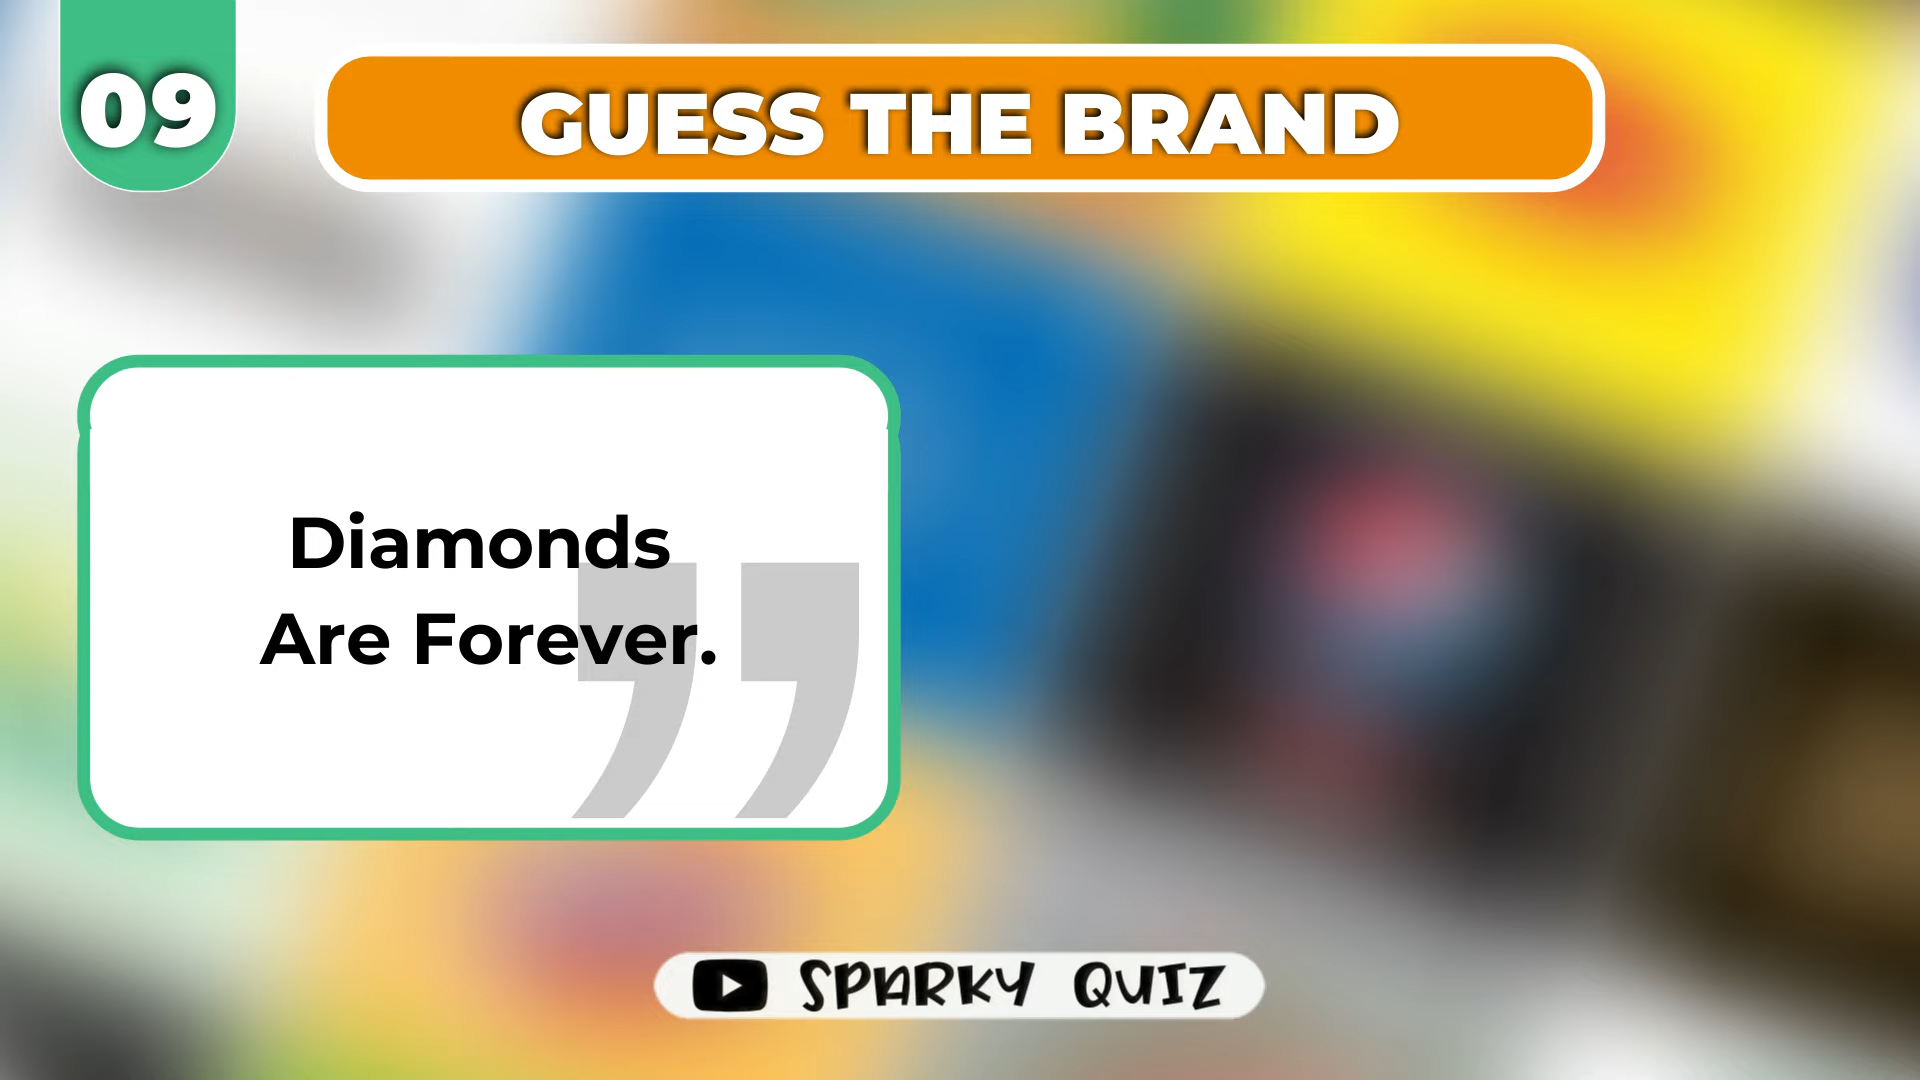 09
GUESS THE BRAND
Diamonds
Are Forever.
SPARKY QUIZ